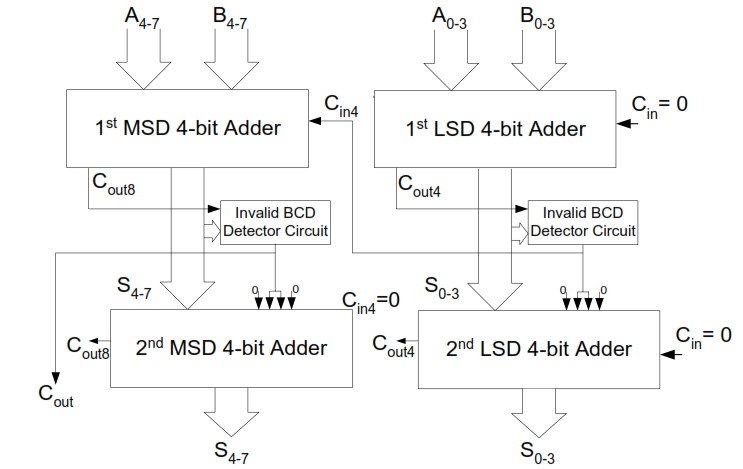 A4-7 B4-7 A0-3 B0-3
Cin4 Cin = 0
1st MSD 4-bit Adder 1st LSD 4-bit Adder
Cout8 Cout4
Invalid BCD Detector Circuit
Invalid BCD Detector Circuit
S4-7 0 0 S0-3 0 0
Cin4=0
Cout8 2nd MSD 4-bit Adder Cout4 2nd LSD 4-bit Adder Cin= 0
Cout
S4-7 S0-3